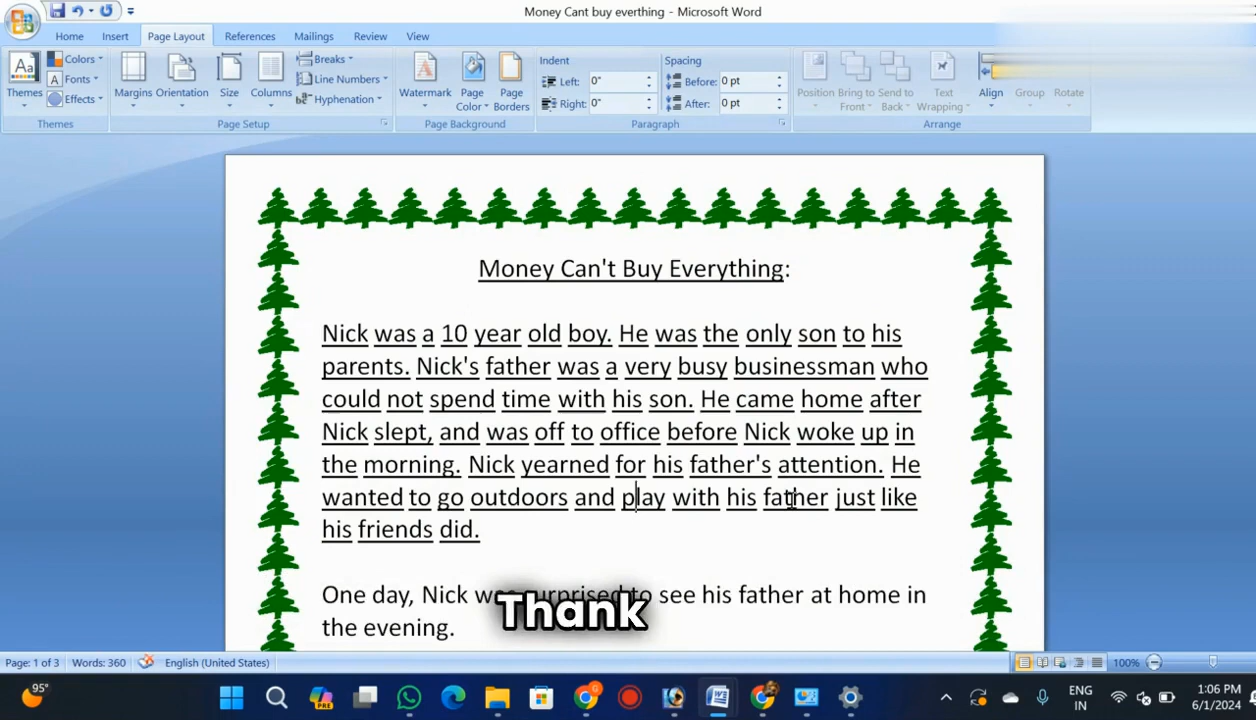 Money Cant buy everthing - Microsoft Word
Home Insert Page Layout References Mailings Review View
Themes Colors Fonts Effects Margins Orientation Size Columns Breaks Line Numbers Hyphenation Watermark Page Color Page Borders Indent Left: 0" Right: 0" Spacing Before: 0 pt After: 0 pt Position Bring to Front Send to Back Text Wrapping Align Group Rotate
Themes Page Setup Page Background Paragraph Arrange
Money Can't Buy Everything:
Nick was a 10 year old boy. He was the only son to his
parents. Nick's father was a very busy businessman who
could not spend time with his son. He came home after
Nick slept, and was off to office before Nick woke up in
the morning. Nick yearned for his father's attention. He
wanted to go outdoors and play with his father just like
his friends did.
One day, Nick was surprised to see his father at home in
the evening.
Thank
Page: 1 of 3 Words: 360 English (United States) 100%
95° PRE ENG IN 1:06 PM 6/1/2024